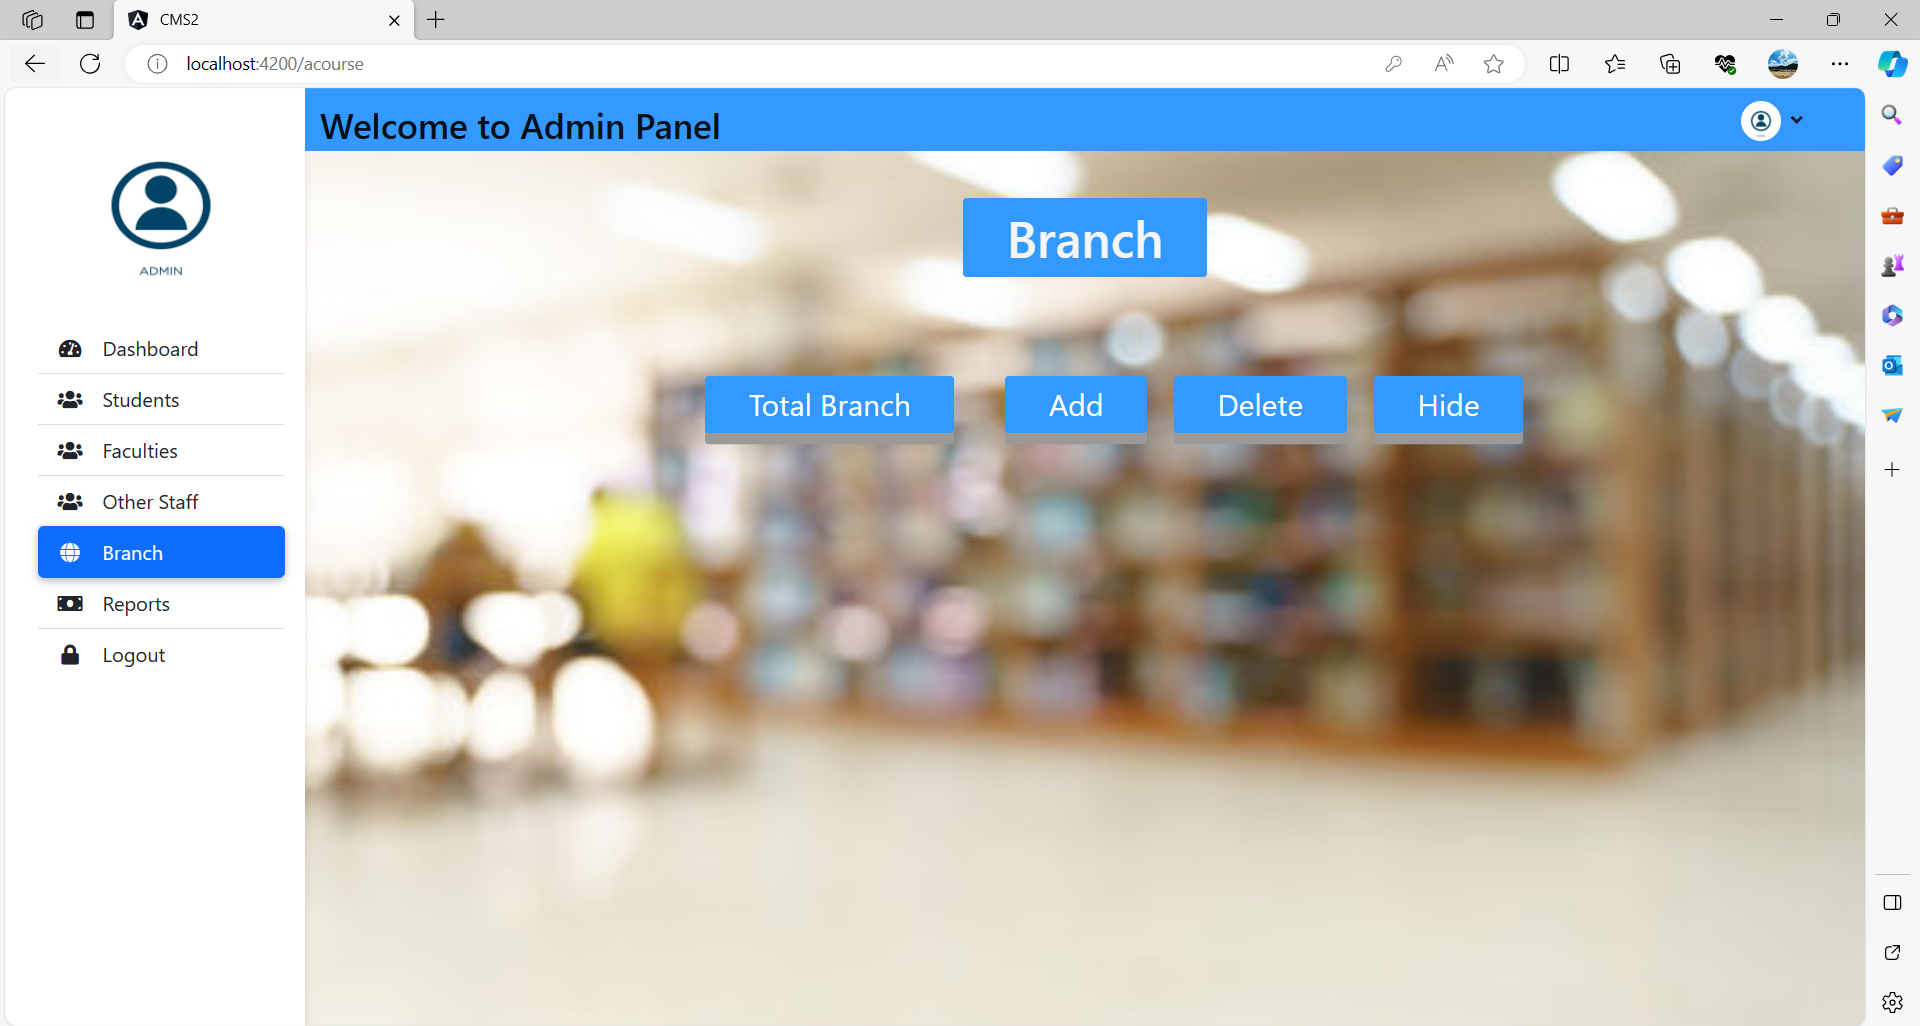 CMS2
localhost:4200/acourse
Welcome to Admin Panel
ADMIN
Dashboard
Students
Faculties
Other Staff
Branch
Reports
Logout
Branch
Total Branch
Add
Delete
Hide